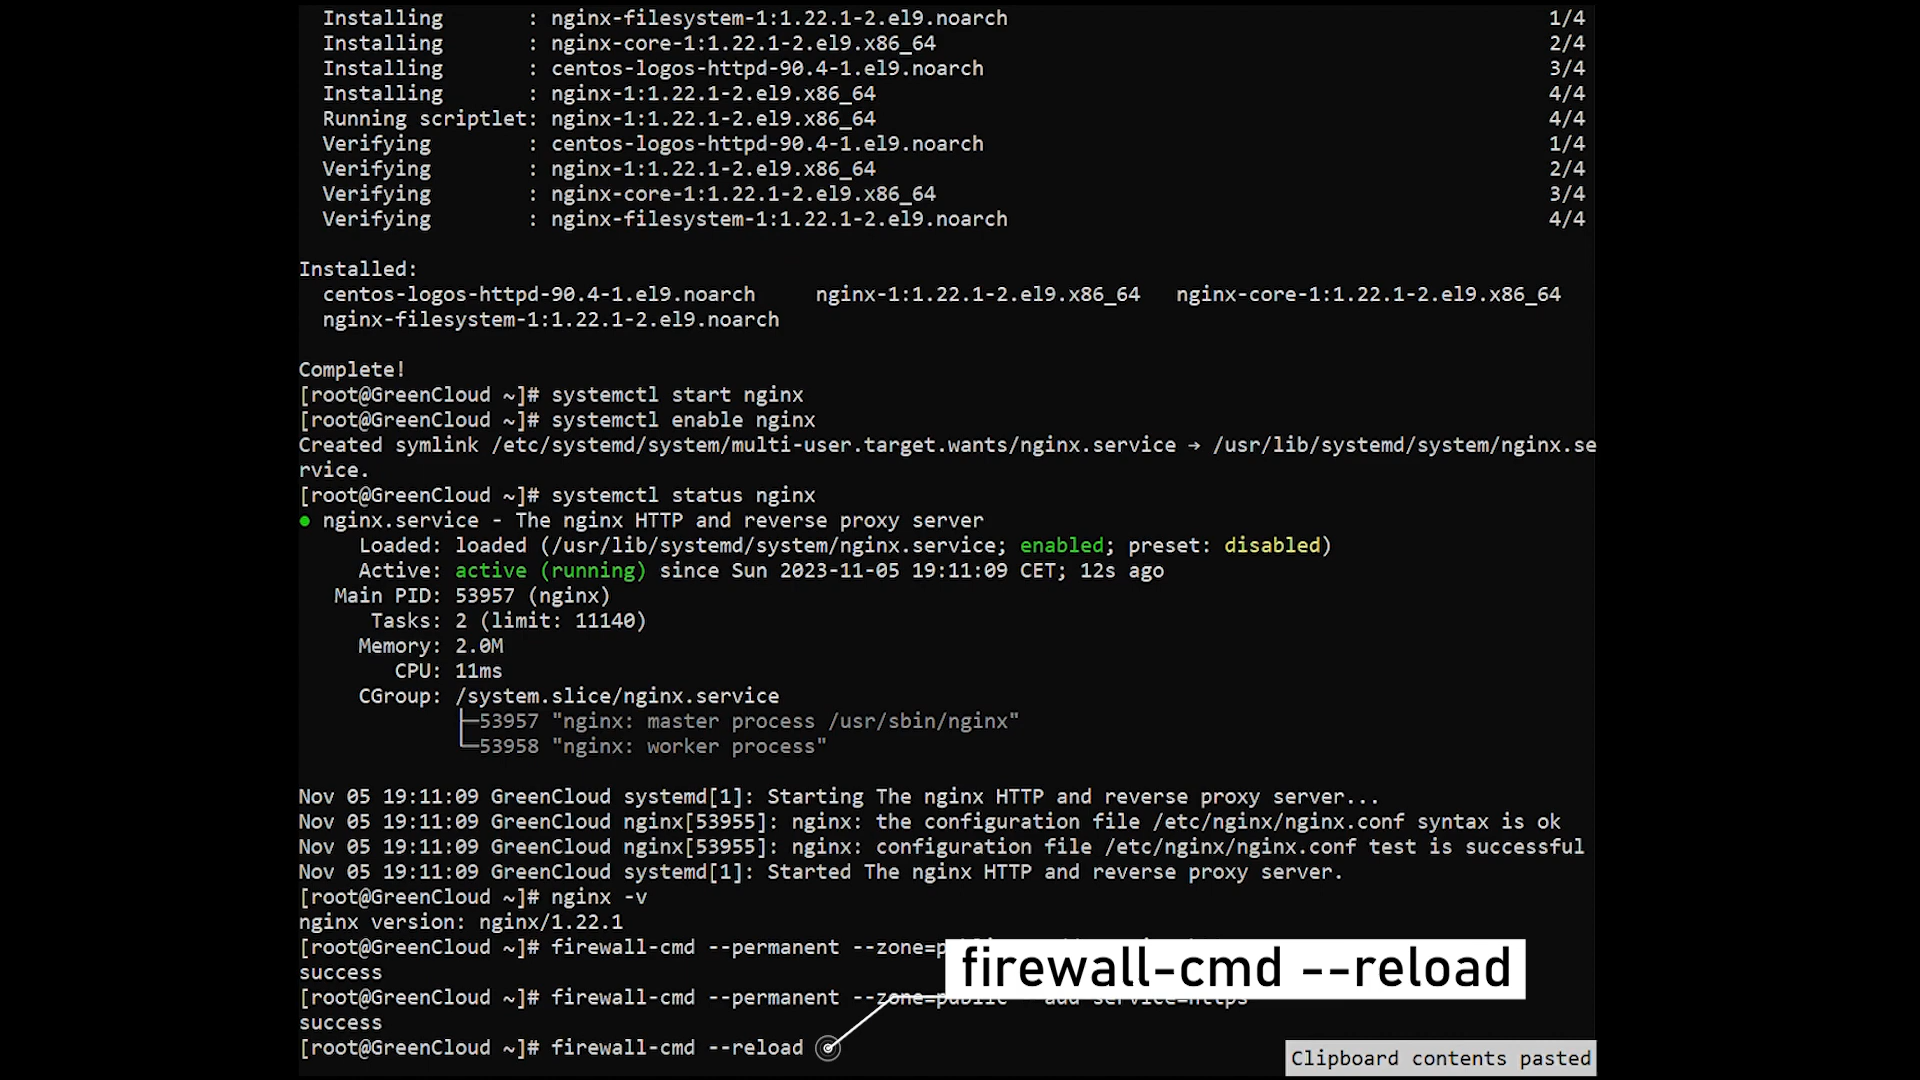 Installing : nginx-filesystem-1:1.22.1-2.el9.noarch 1/4
Installing : nginx-core-1:1.22.1-2.el9.x86_64 2/4
Installing : centos-logos-httpd-90.4-1.el9.noarch 3/4
Installing : nginx-1:1.22.1-2.el9.x86_64 4/4
Running scriptlet: nginx-1:1.22.1-2.el9.x86_64 4/4
Verifying : centos-logos-httpd-90.4-1.el9.noarch 1/4
Verifying : nginx-1:1.22.1-2.el9.x86_64 2/4
Verifying : nginx-core-1:1.22.1-2.el9.x86_64 3/4
Verifying : nginx-filesystem-1:1.22.1-2.el9.noarch 4/4
Installed:
centos-logos-httpd-90.4-1.el9.noarch nginx-1:1.22.1-2.el9.x86_64 nginx-core-1:1.22.1-2.el9.x86_64
nginx-filesystem-1:1.22.1-2.el9.noarch
Complete!
[root@GreenCloud ~]# systemctl start nginx
[root@GreenCloud ~]# systemctl enable nginx
Created symlink /etc/systemd/system/multi-user.target.wants/nginx.service → /usr/lib/systemd/system/nginx.se
rvice.
[root@GreenCloud ~]# systemctl status nginx
● nginx.service - The nginx HTTP and reverse proxy server
Loaded: loaded (/usr/lib/systemd/system/nginx.service; enabled; preset: disabled)
Active: active (running) since Sun 2023-11-05 19:11:09 CET; 12s ago
Main PID: 53957 (nginx)
Tasks: 2 (limit: 11140)
Memory: 2.0M
CPU: 11ms
CGroup: /system.slice/nginx.service
├─53957 "nginx: master process /usr/sbin/nginx"
└─53958 "nginx: worker process"
Nov 05 19:11:09 GreenCloud systemd[1]: Starting The nginx HTTP and reverse proxy server...
Nov 05 19:11:09 GreenCloud nginx[53955]: nginx: the configuration file /etc/nginx/nginx.conf syntax is ok
Nov 05 19:11:09 GreenCloud nginx[53955]: nginx: configuration file /etc/nginx/nginx.conf test is successful
Nov 05 19:11:09 GreenCloud systemd[1]: Started The nginx HTTP and reverse proxy server.
[root@GreenCloud ~]# nginx -v
nginx version: nginx/1.22.1
[root@GreenCloud ~]# firewall-cmd --permanent --zone=
firewall-cmd --reload
success
[root@GreenCloud ~]# firewall-cmd --permanent --zone=public --add-service=https
success
[root@GreenCloud ~]# firewall-cmd --reload
Clipboard contents pasted